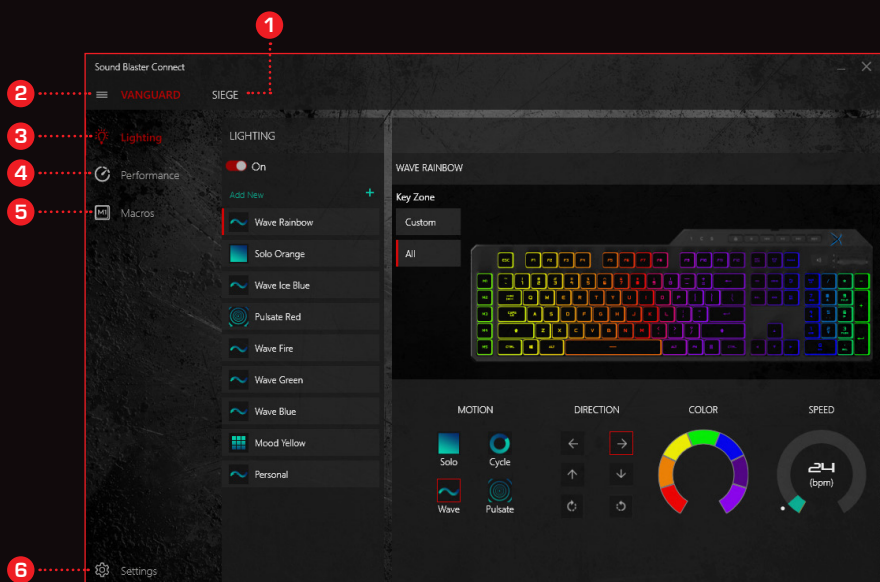 1
Sound Blaster Connect
2
VANGUARD SIEGE
3
Lighting
4
Performance
5
Macros
6
Settings
LIGHTING
On
Add New +
Wave Rainbow
Solo Orange
Wave Ice Blue
Pulsate Red
Wave Fire
Wave Green
Wave Blue
Mood Yellow
Personal
WAVE RAINBOW
Key Zone
Custom
All
MOTION
Solo Cycle
Wave Pulsate
DIRECTION
COLOR
SPEED
24
(bpm)